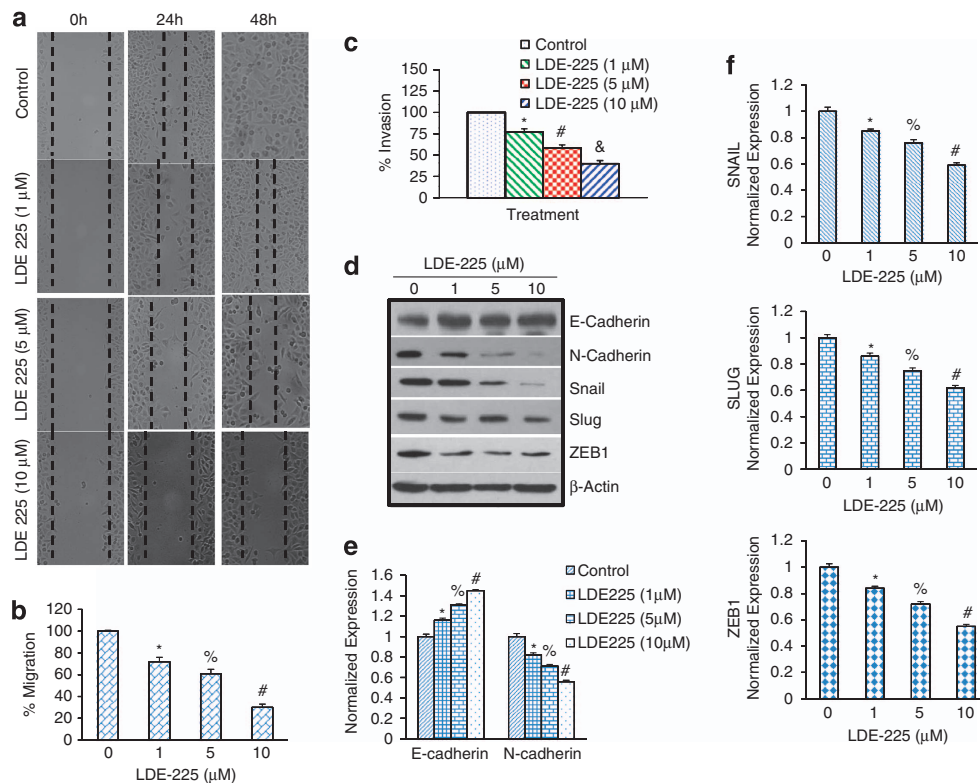 a
0h 24h 48h
Control
LDE 225 (1 μM)
LDE 225 (5 μM)
LDE 225 (10 μM)
b
% Migration
120
100
80
60
40
20
0
* % #
0 1 5 10
LDE-225 (μM)
c
Control
LDE-225 (1 μM)
LDE-225 (5 μM)
LDE-225 (10 μM)
% Invasion
150
125
100
75
50
25
0
* # &
Treatment
d
LDE-225 (μM)
0 1 5 10
E-Cadherin
N-Cadherin
Snail
Slug
ZEB1
β-Actin
e
Control
LDE225 (1μM)
LDE225 (5μM)
LDE225 (10μM)
Normalized Expression
1.6
1.4
1.2
1
0.8
0.6
0.4
0.2
0
* % #
* % #
E-cadherin N-cadherin
f
SNAIL
Normalized Expression
1.2
1
0.8
0.6
0.4
0.2
0
* % #
0 1 5 10
LDE-225 (μM)
SLUG
Normalized Expression
1.2
1
0.8
0.6
0.4
0.2
0
* % #
0 1 5 10
LDE-225 (μM)
ZEB1
Normalized Expression
1.2
1
0.8
0.6
0.4
0.2
0
* % #
0 1 5 10
LDE-225 (μM)